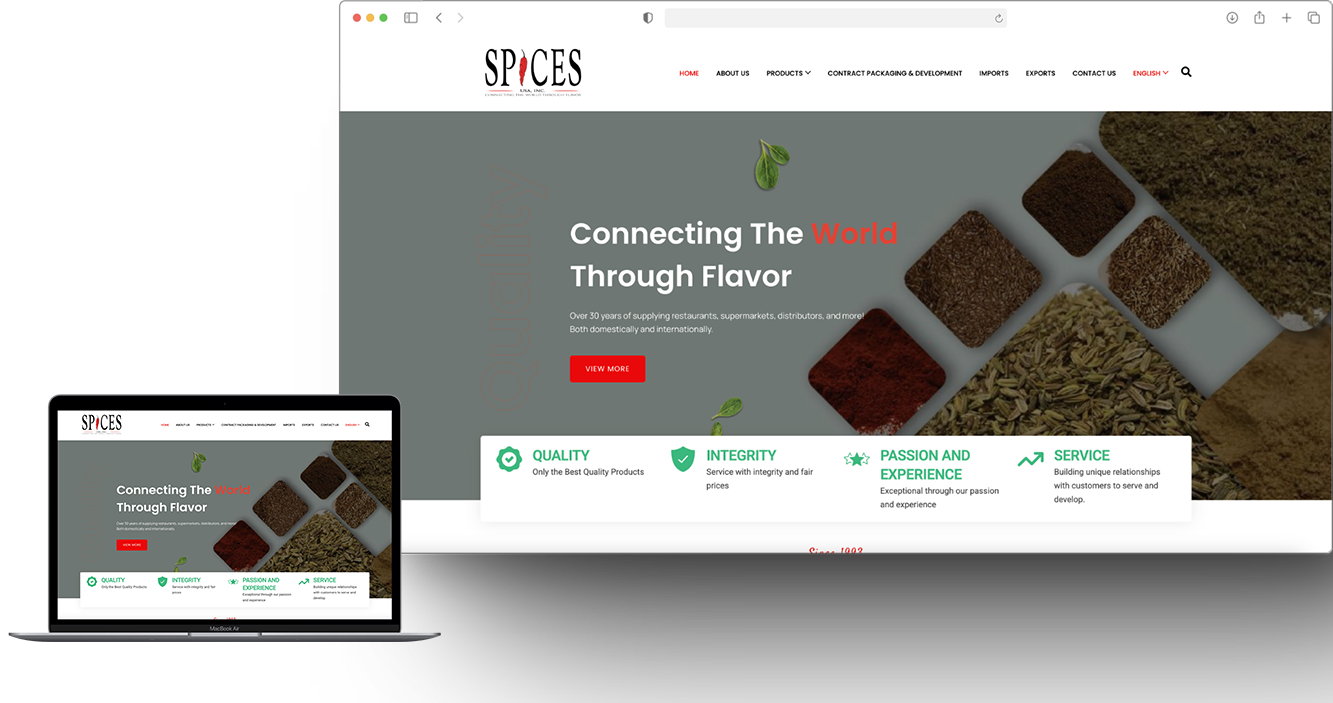 SPICES
USA, INC.
CONNECTING THE WORLD THROUGH FLAVOR
HOME
ABOUT US
PRODUCTS
CONTRACT PACKAGING & DEVELOPMENT
IMPORTS
EXPORTS
CONTACT US
ENGLISH
Connecting The World
Through Flavor
Over 30 years of supplying restaurants, supermarkets, distributors, and more!
Both domestically and internationally.
VIEW MORE
QUALITY
Only the Best Quality Products
INTEGRITY
Service with integrity and fair
prices
PASSION AND
EXPERIENCE
Exceptional through our passion
and experience
SERVICE
Building unique relationships
with customers to serve and
develop.
Since 1993
SPICES
HOME
ABOUT US
PRODUCTS
CONTRACT PACKAGING & DEVELOPMENT
IMPORTS
EXPORTS
CONTACT US
ENGLISH
Connecting The World
Through Flavor
Over 30 years of supplying restaurants, supermarkets, distributors, and more!
Both domestically and internationally.
VIEW MORE
QUALITY
Only the Best Quality Products
INTEGRITY
Service with integrity and fair
prices
PASSION AND
EXPERIENCE
Exceptional through our passion
and experience
SERVICE
Building unique relationships
with customers to serve and
develop.
MacBook Air